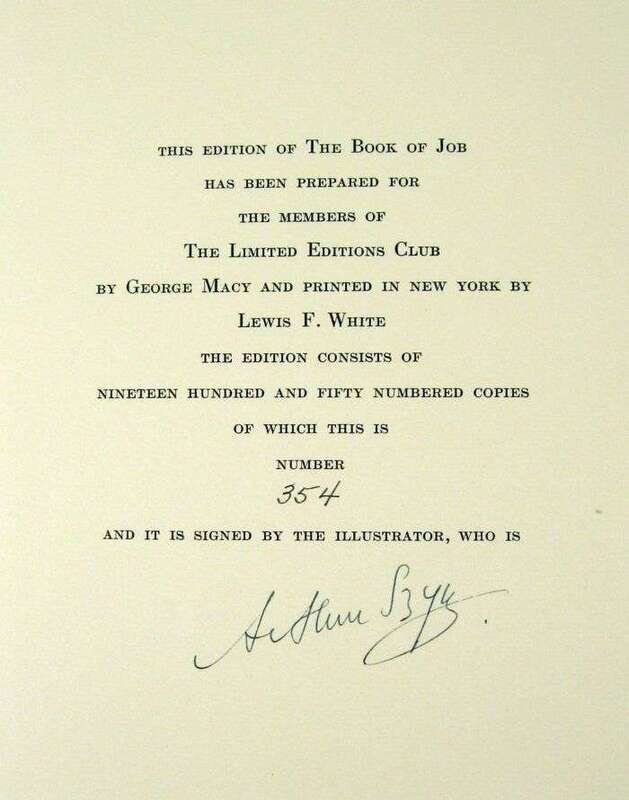 THIS EDITION OF THE BOOK OF JOB
HAS BEEN PREPARED FOR
THE MEMBERS OF
THE LIMITED EDITIONS CLUB
BY GEORGE MACY AND PRINTED IN NEW YORK BY
LEWIS F. WHITE
THE EDITION CONSISTS OF
NINETEEN HUNDRED AND FIFTY NUMBERED COPIES
OF WHICH THIS IS
NUMBER
354
AND IT IS SIGNED BY THE ILLUSTRATOR, WHO IS
Arthur Szyk.